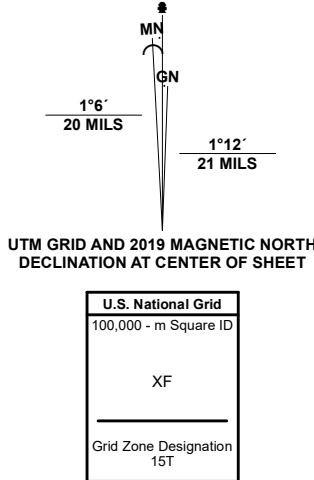 MN
GN
1°6´
20 MILS
1°12´
21 MILS
UTM GRID AND 2019 MAGNETIC NORTH
DECLINATION AT CENTER OF SHEET
U.S. National Grid
100,000 - m Square ID
XF
Grid Zone Designation
15T